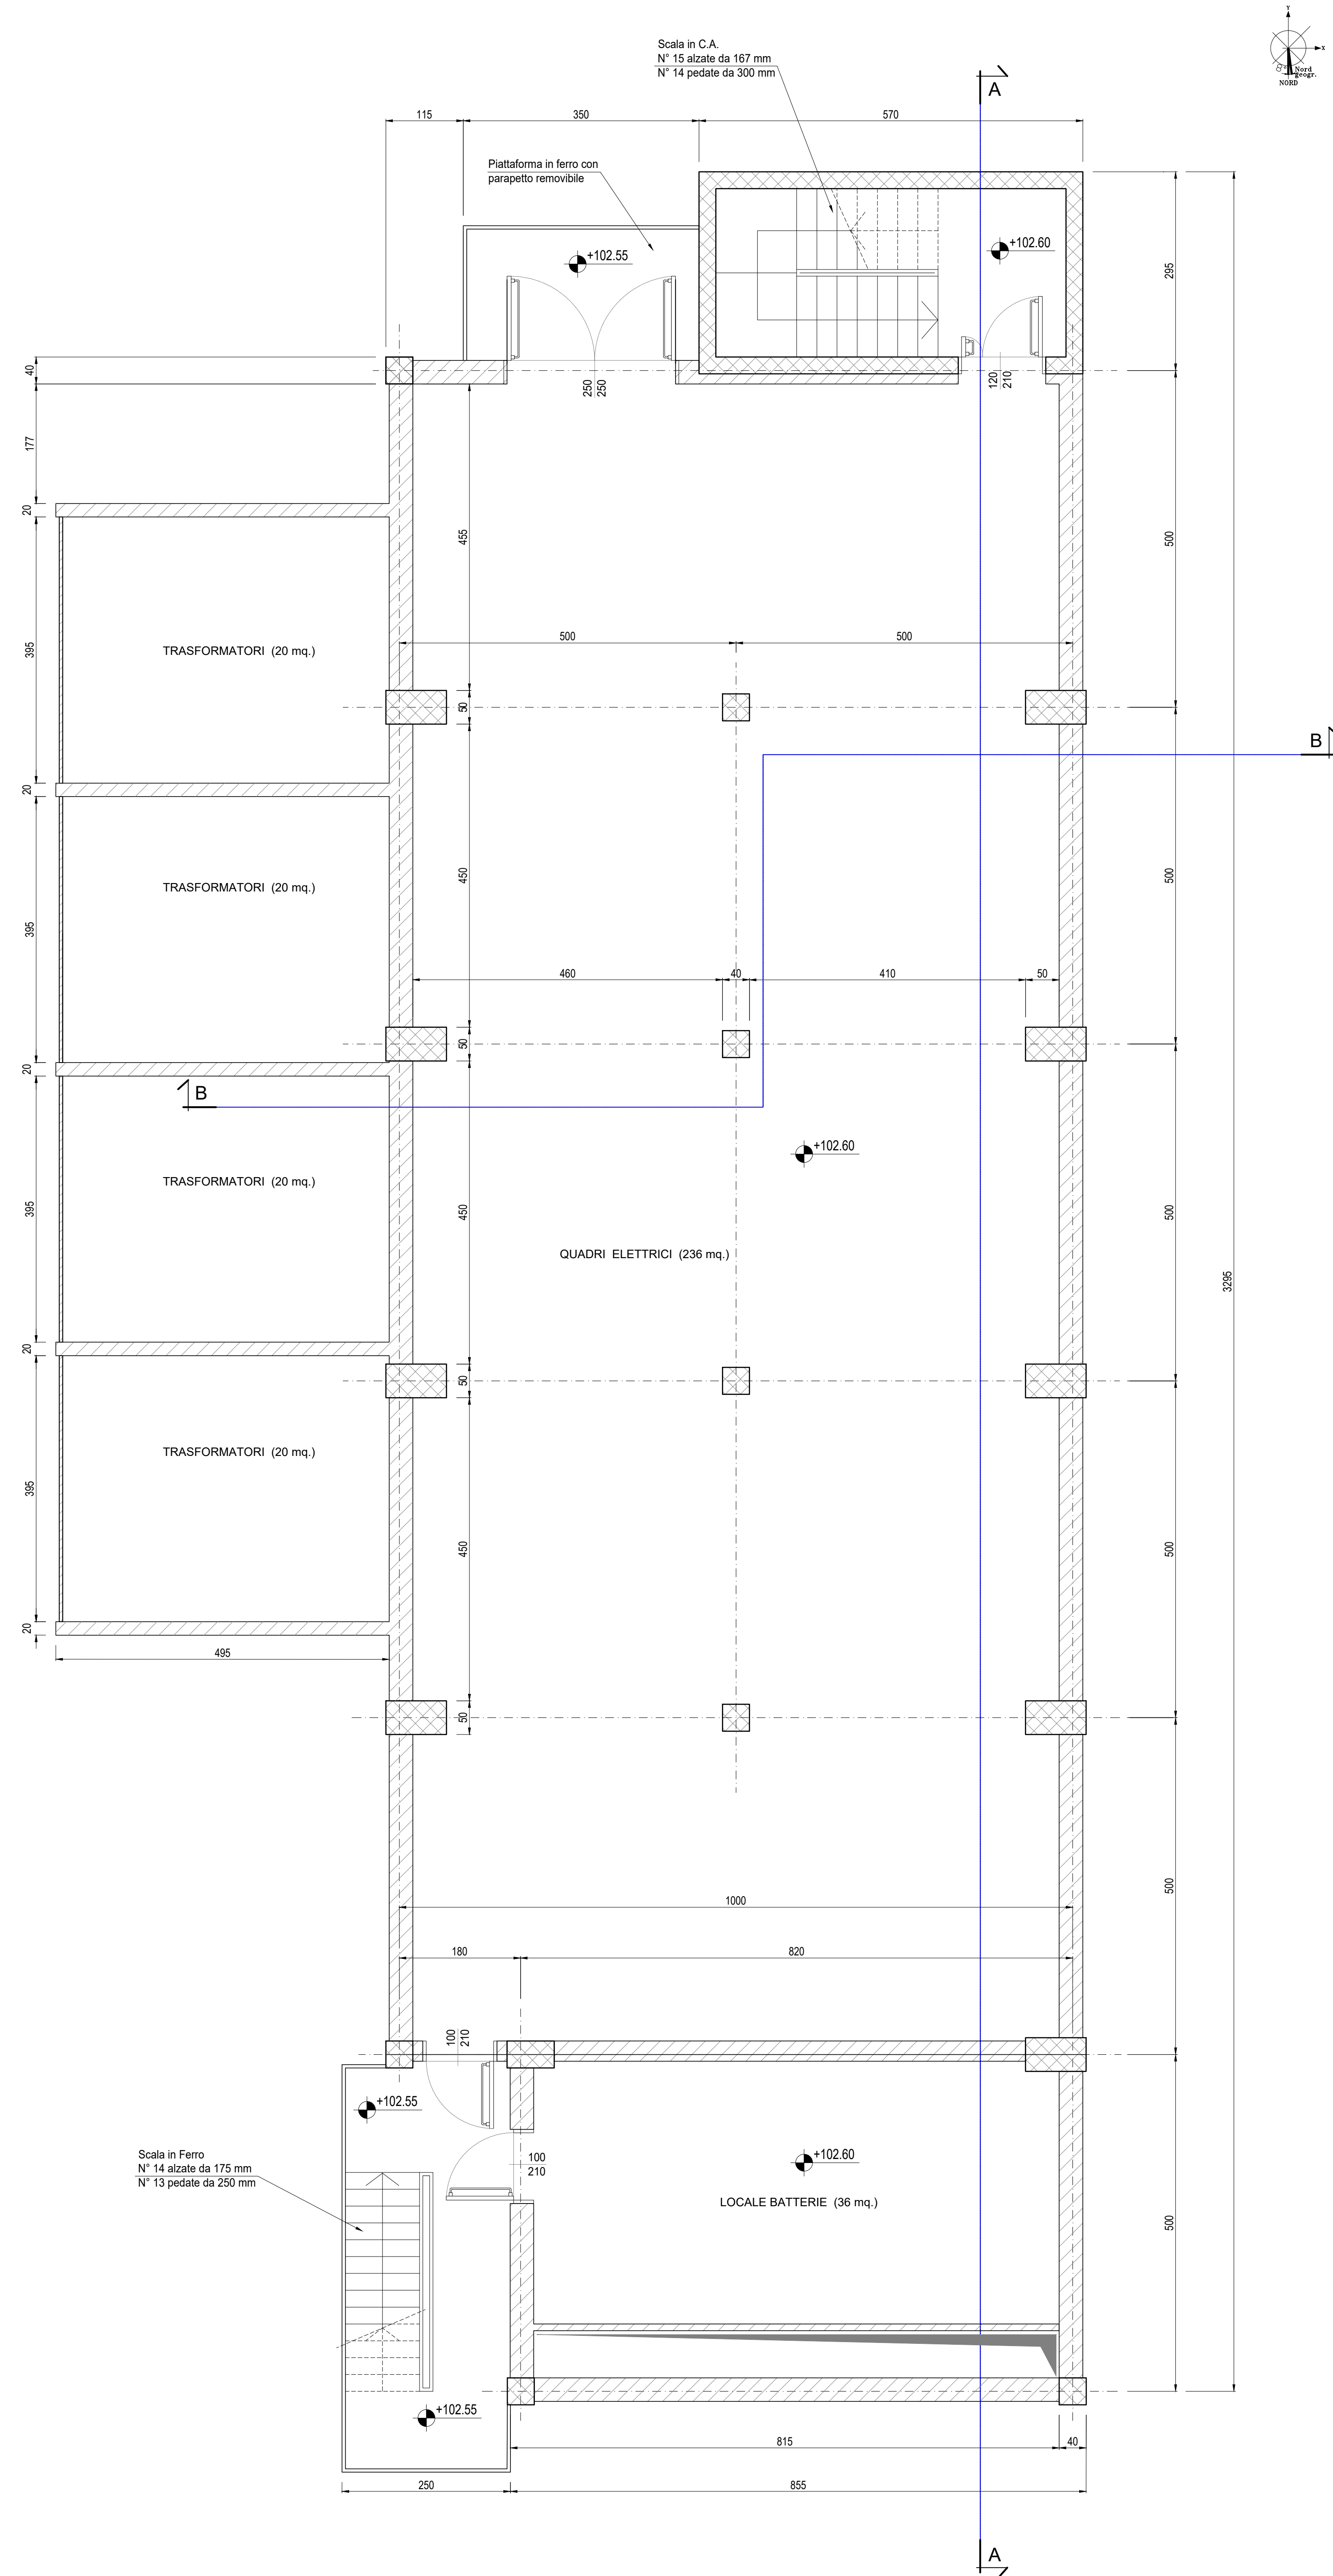 Y
X
Nord
geogr.
NORD
Scala in C.A.
N° 15 alzate da 167 mm
N° 14 pedate da 300 mm
A
115
350
570
Piattaforma in ferro con
parapetto removibile
+102.55
+102.60
295
40
250
250
120
210
177
20
455
500
395
TRASFORMATORI (20 mq.)
500
500
50
B
20
450
500
TRASFORMATORI (20 mq.)
395
460
40
410
50
50
20
B
+102.60
TRASFORMATORI (20 mq.)
395
450
500
QUADRI ELETTRICI (236 mq.)
3295
20
50
TRASFORMATORI (20 mq.)
395
450
500
20
495
50
1000
500
180
820
100
210
+102.55
Scala in Ferro
N° 14 alzate da 175 mm
N° 13 pedate da 250 mm
100
210
+102.60
LOCALE BATTERIE (36 mq.)
500
+102.55
815
40
250
855
A